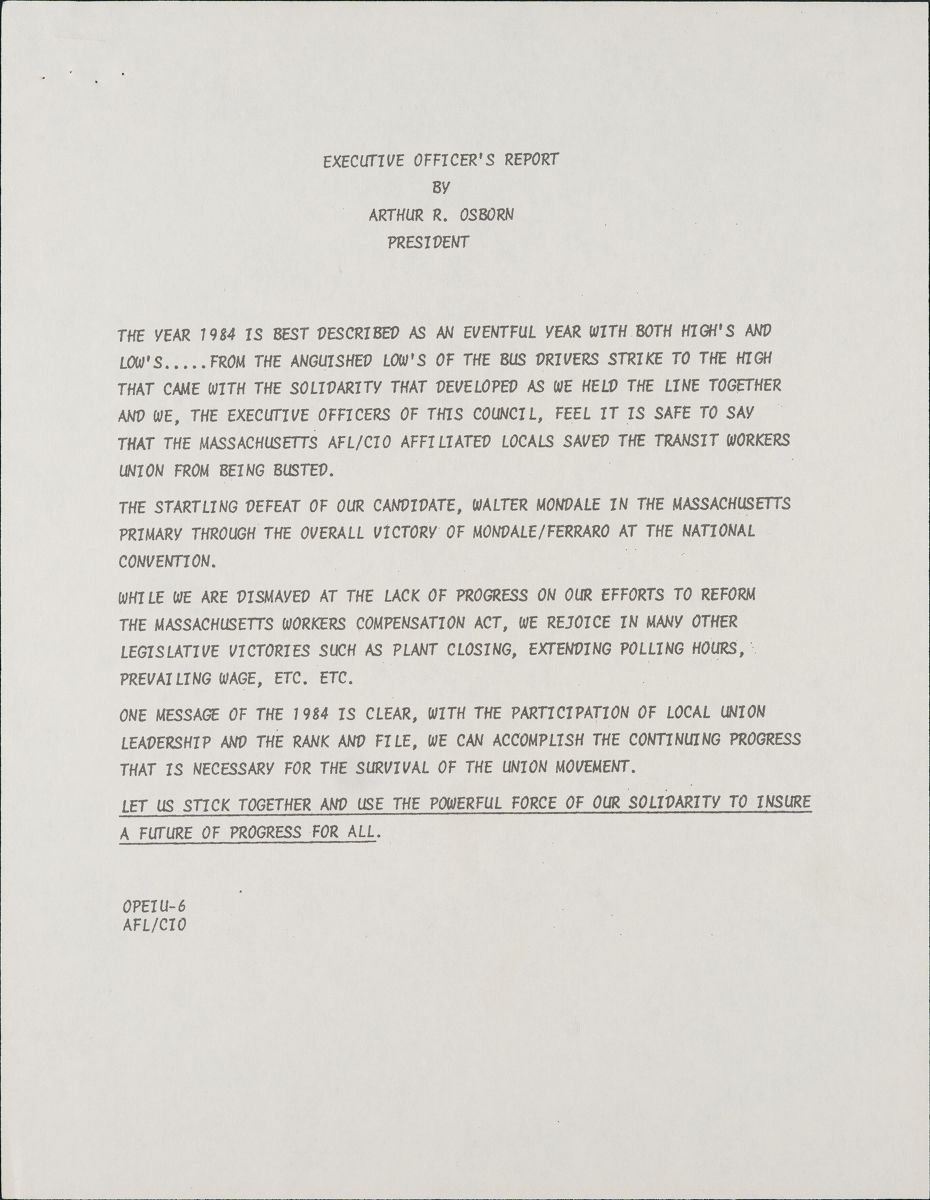 EXECUTIVE OFFICER'S REPORT
BY
ARTHUR R. OSBORN
PRESIDENT
THE YEAR 1984 IS BEST DESCRIBED AS AN EVENTFUL YEAR WITH BOTH HIGH'S AND
LOW'S.....FROM THE ANGUISHED LOW'S OF THE BUS DRIVERS STRIKE TO THE HIGH
THAT CAME WITH THE SOLIDARITY THAT DEVELOPED AS WE HELD THE LINE TOGETHER
AND WE, THE EXECUTIVE OFFICERS OF THIS COUNCIL, FEEL IT IS SAFE TO SAY
THAT THE MASSACHUSETTS AFL/CIO AFFILIATED LOCALS SAVED THE TRANSIT WORKERS
UNION FROM BEING BUSTED.
THE STARTLING DEFEAT OF OUR CANDIDATE, WALTER MONDALE IN THE MASSACHUSETTS
PRIMARY THROUGH THE OVERALL VICTORY OF MONDALE/FERRARO AT THE NATIONAL
CONVENTION.
WHILE WE ARE DISMAYED AT THE LACK OF PROGRESS ON OUR EFFORTS TO REFORM
THE MASSACHUSETTS WORKERS COMPENSATION ACT, WE REJOICE IN MANY OTHER
LEGISLATIVE VICTORIES SUCH AS PLANT CLOSING, EXTENDING POLLING HOURS,
PREVAILING WAGE, ETC. ETC.
ONE MESSAGE OF THE 1984 IS CLEAR, WITH THE PARTICIPATION OF LOCAL UNION
LEADERSHIP AND THE RANK AND FILE, WE CAN ACCOMPLISH THE CONTINUING PROGRESS
THAT IS NECESSARY FOR THE SURVIVAL OF THE UNION MOVEMENT.
LET US STICK TOGETHER AND USE THE POWERFUL FORCE OF OUR SOLIDARITY TO INSURE
A FUTURE OF PROGRESS FOR ALL.
OPEIU-6
AFL/CIO